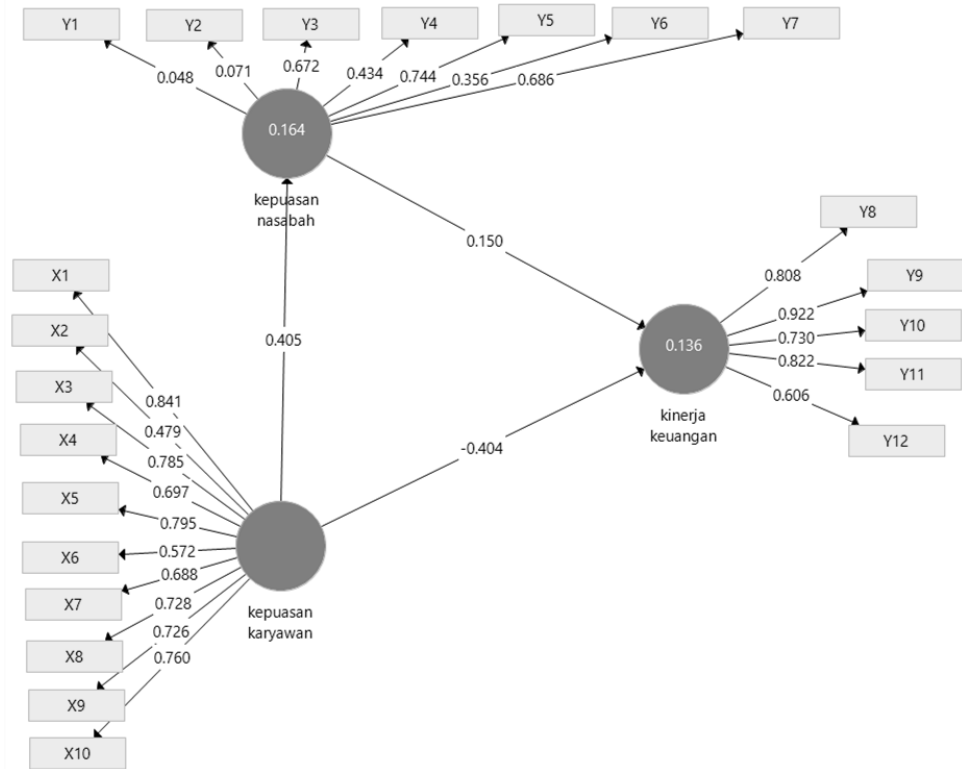 Y1
Y2
Y3
Y4
Y5
Y6
Y7
0.048
0.071
0.672
0.434
0.744
0.356
0.686
0.164
kepuasan
nasabah
0.150
Y8
Y9
Y10
Y11
Y12
0.808
0.922
0.730
0.822
0.606
0.136
kinerja
keuangan
0.405
-0.404
X1
X2
X3
X4
X5
X6
X7
X8
X9
X10
0.841
0.479
0.785
0.697
0.795
0.572
0.688
0.728
0.726
0.760
kepuasan
karyawan